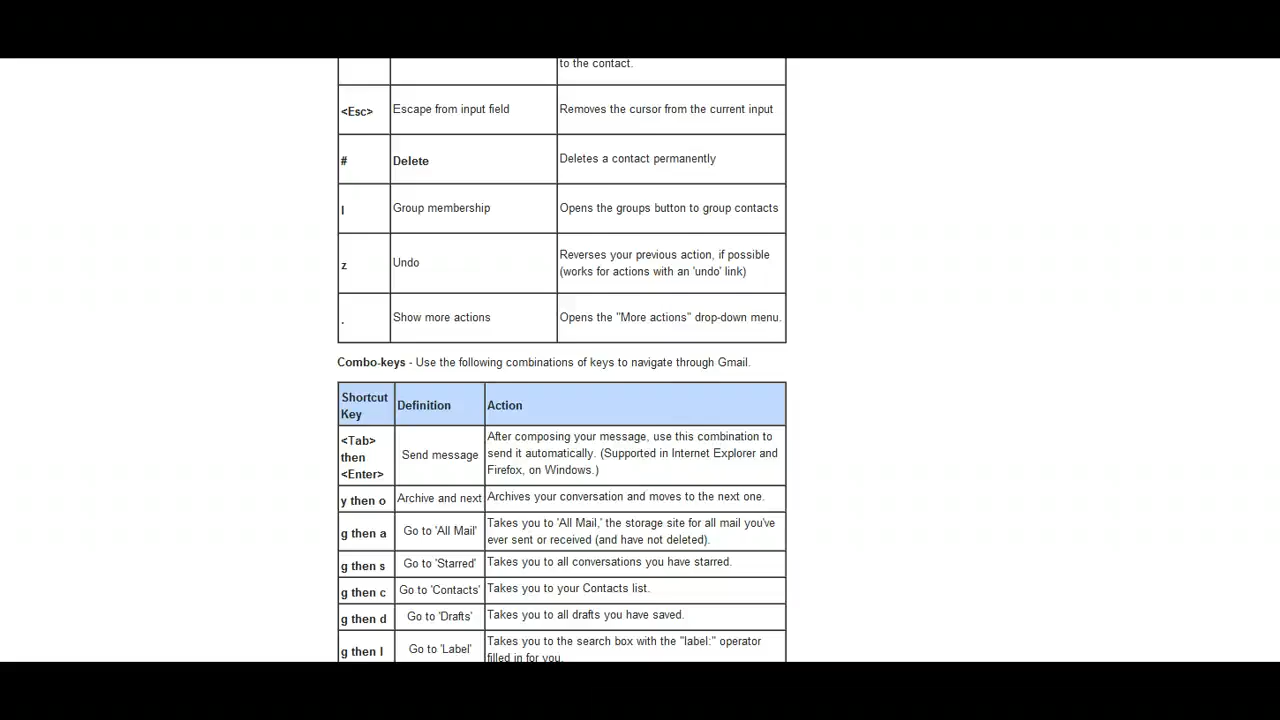 to the contact.
<Esc> Escape from input field Removes the cursor from the current input
# Delete Deletes a contact permanently
l Group membership Opens the groups button to group contacts
z Undo Reverses your previous action, if possible
(works for actions with an 'undo' link)
. Show more actions Opens the "More actions" drop-down menu.
Combo-keys - Use the following combinations of keys to navigate through Gmail.
Shortcut
Key Definition Action
<Tab>
then
<Enter> Send message After composing your message, use this combination to
send it automatically. (Supported in Internet Explorer and
Firefox, on Windows.)
y then o Archive and next Archives your conversation and moves to the next one.
g then a Go to 'All Mail' Takes you to 'All Mail,' the storage site for all mail you've
ever sent or received (and have not deleted).
g then s Go to 'Starred' Takes you to all conversations you have starred.
g then c Go to 'Contacts' Takes you to your Contacts list.
g then d Go to 'Drafts' Takes you to all drafts you have saved.
g then l Go to 'Label' Takes you to the search box with the "label:" operator
filled in for you.